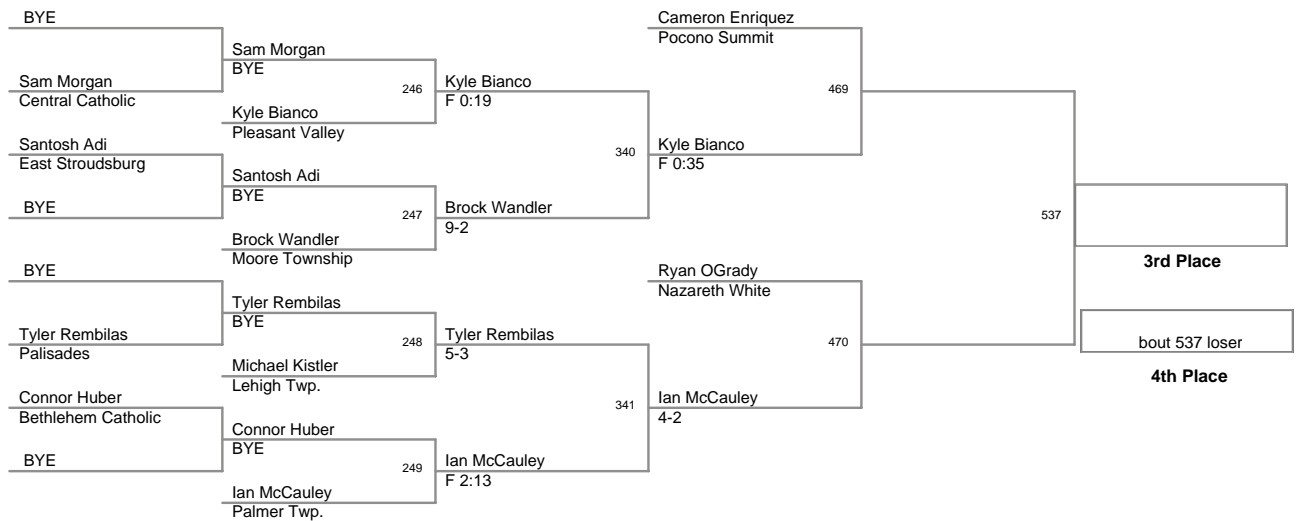 BYE
Sam Morgan
Central Catholic
Santosh Adi
East Stroudsburg
BYE
BYE
Tyler Rembilas
Palisades
Connor Huber
Bethlehem Catholic
BYE
Sam Morgan
BYE
246
Kyle Bianco
Pleasant Valley
Santosh Adi
BYE
247
Brock Wandler
Moore Township
Tyler Rembilas
BYE
248
Michael Kistler
Lehigh Twp.
Connor Huber
BYE
249
Ian McCauley
Palmer Twp.
Kyle Bianco
F 0:19
340
Brock Wandler
9-2
Tyler Rembilas
5-3
341
Ian McCauley
F 2:13
Cameron Enriquez
Pocono Summit
469
Kyle Bianco
F 0:35
Ryan OGrady
Nazareth White
470
Ian McCauley
4-2
537
3rd Place
bout 537 loser
4th Place